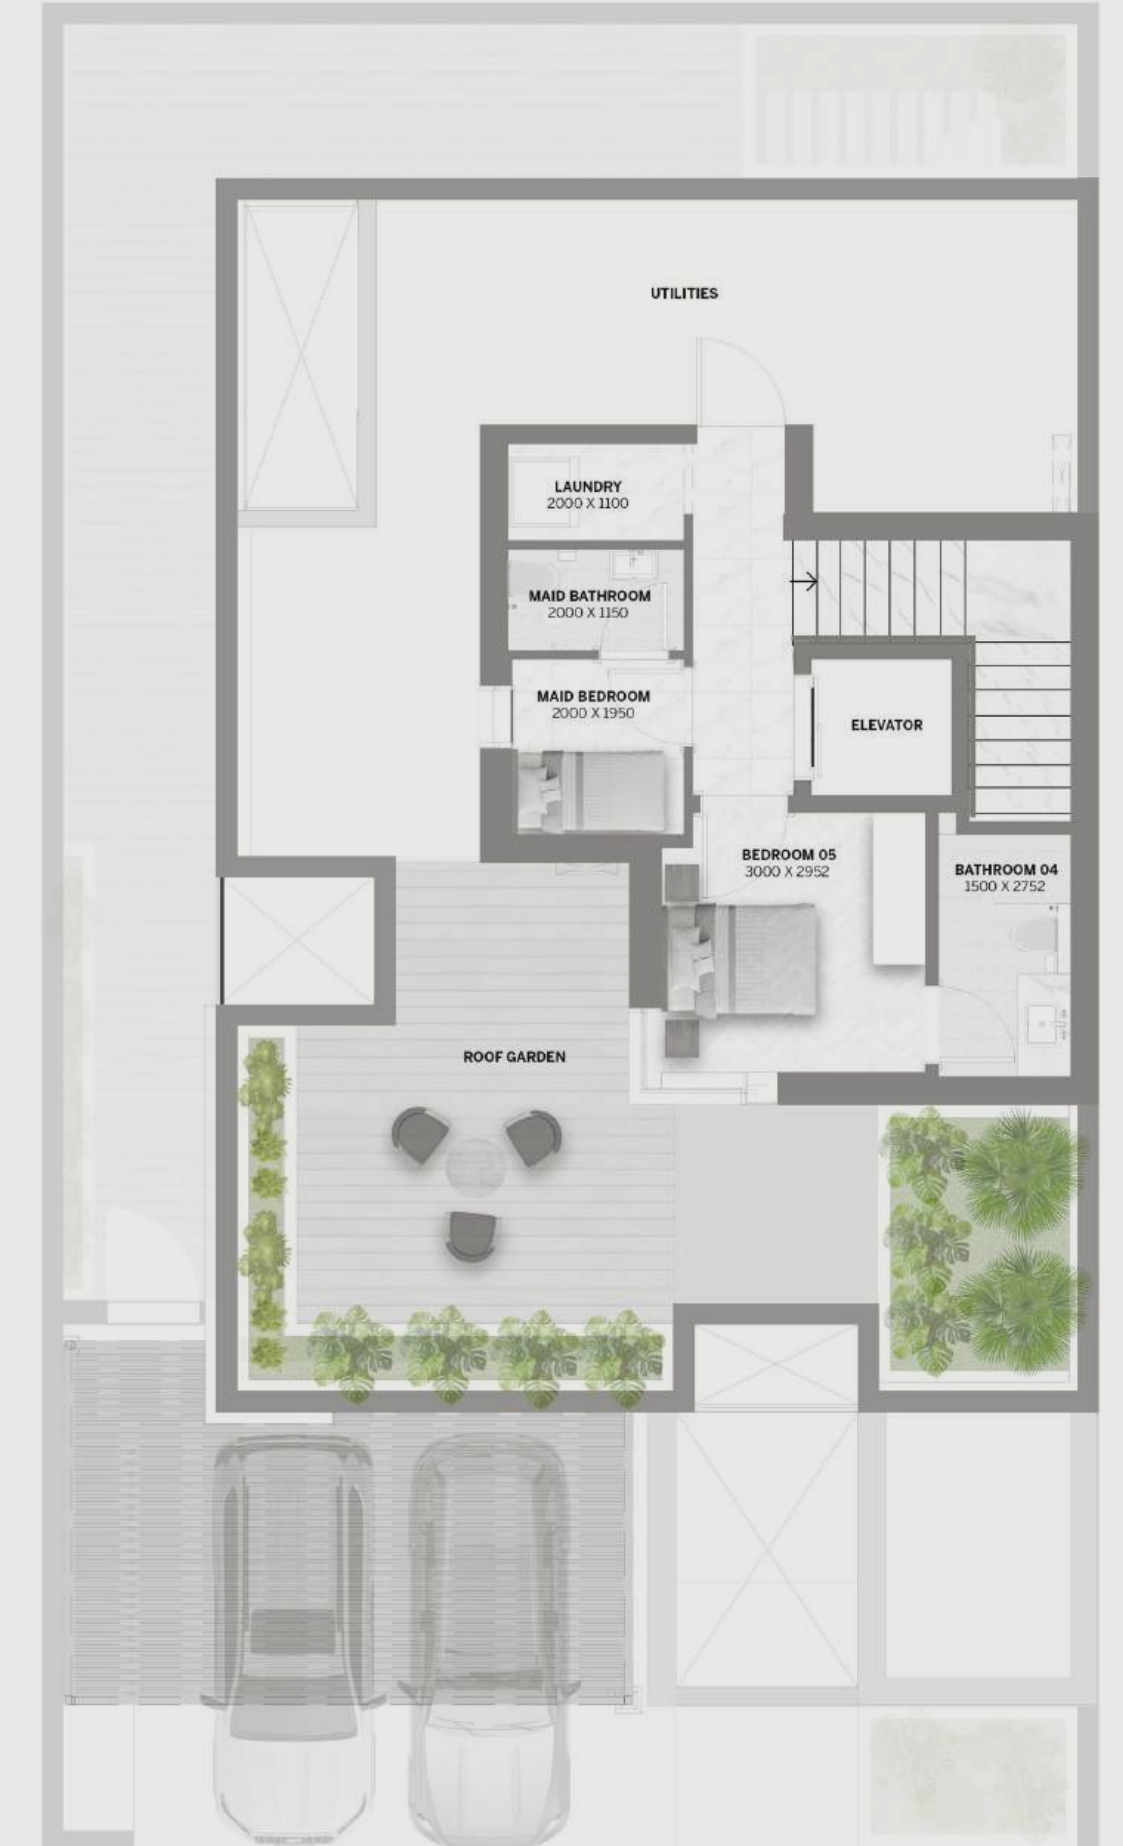 UTILITIES
LAUNDRY
2000 X 1100
MAID BATHROOM
2000 X 1150
MAID BEDROOM
2000 X 1950
ELEVATOR
BEDROOM 05
3000 X 2952
BATHROOM 04
1500 X 2752
ROOF GARDEN